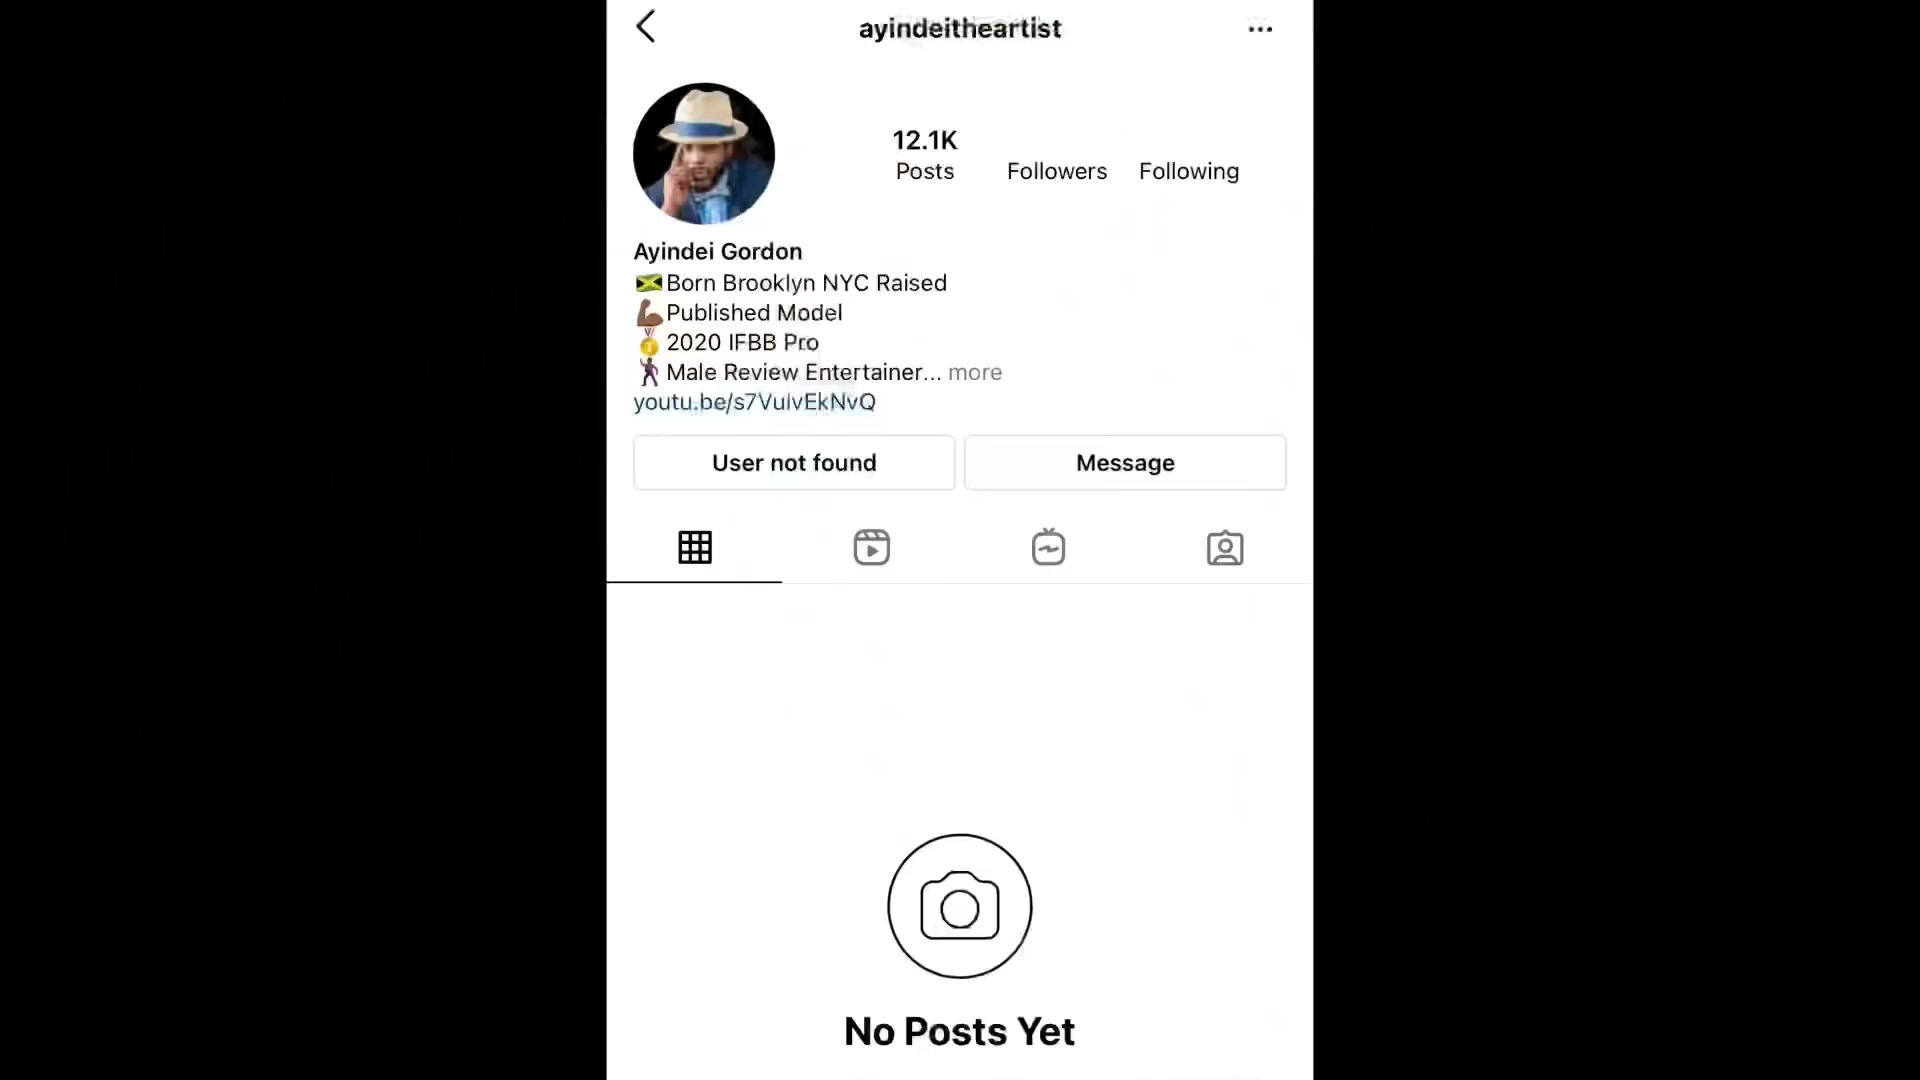 ayindeitheartist
12.1K
Posts Followers Following
Ayindei Gordon
🇯🇲Born Brooklyn NYC Raised
💪🏾Published Model
🏅2020 IFBB Pro
🕺🏾Male Review Entertainer... more
youtu.be/s7VulvEkNvQ
User not found Message
No Posts Yet